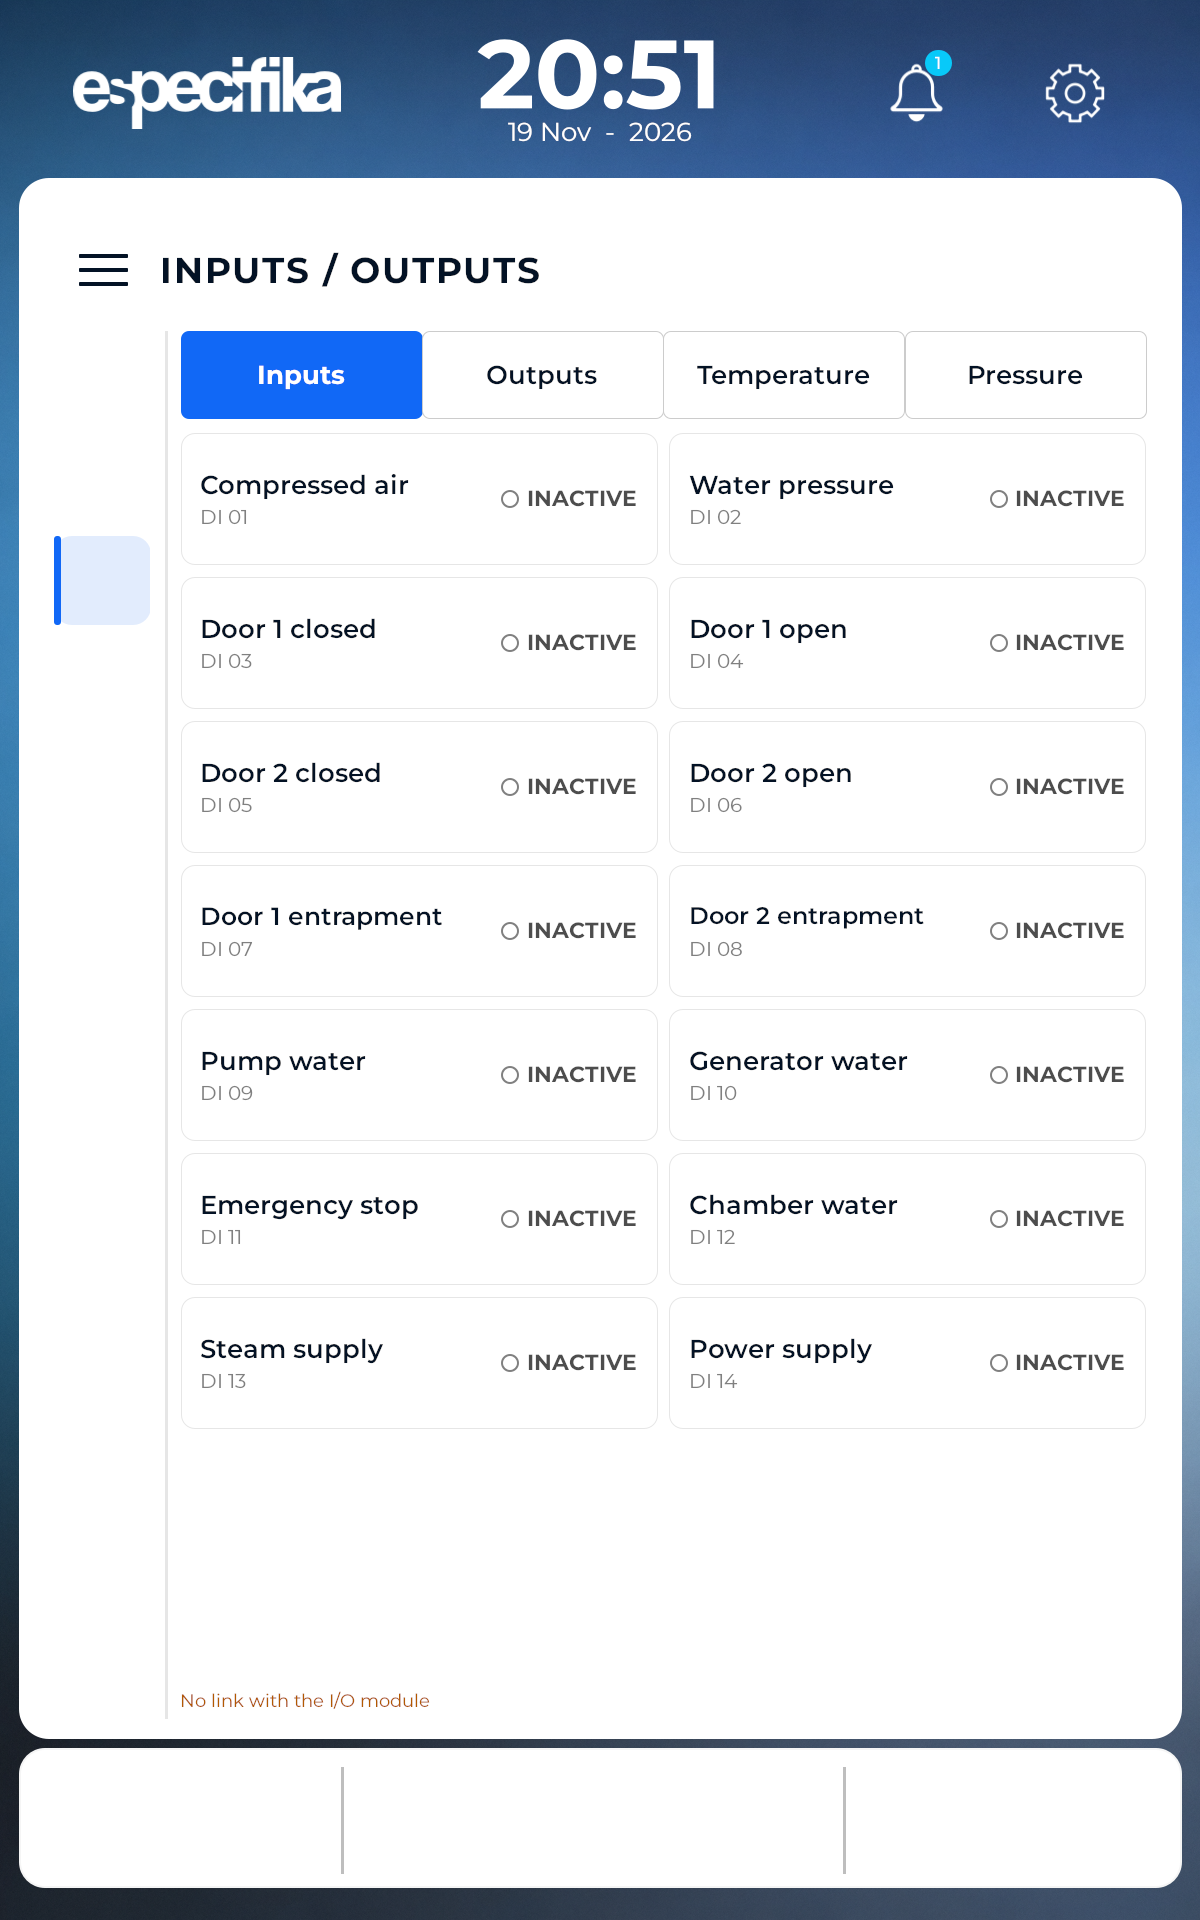 especifika
20:51
19 Nov - 2026
1
INPUTS / OUTPUTS
Inputs
Outputs
Temperature
Pressure
Compressed air
DI 01
INACTIVE
Water pressure
DI 02
INACTIVE
Door 1 closed
DI 03
INACTIVE
Door 1 open
DI 04
INACTIVE
Door 2 closed
DI 05
INACTIVE
Door 2 open
DI 06
INACTIVE
Door 1 entrapment
DI 07
INACTIVE
Door 2 entrapment
DI 08
INACTIVE
Pump water
DI 09
INACTIVE
Generator water
DI 10
INACTIVE
Emergency stop
DI 11
INACTIVE
Chamber water
DI 12
INACTIVE
Steam supply
DI 13
INACTIVE
Power supply
DI 14
INACTIVE
No link with the I/O module